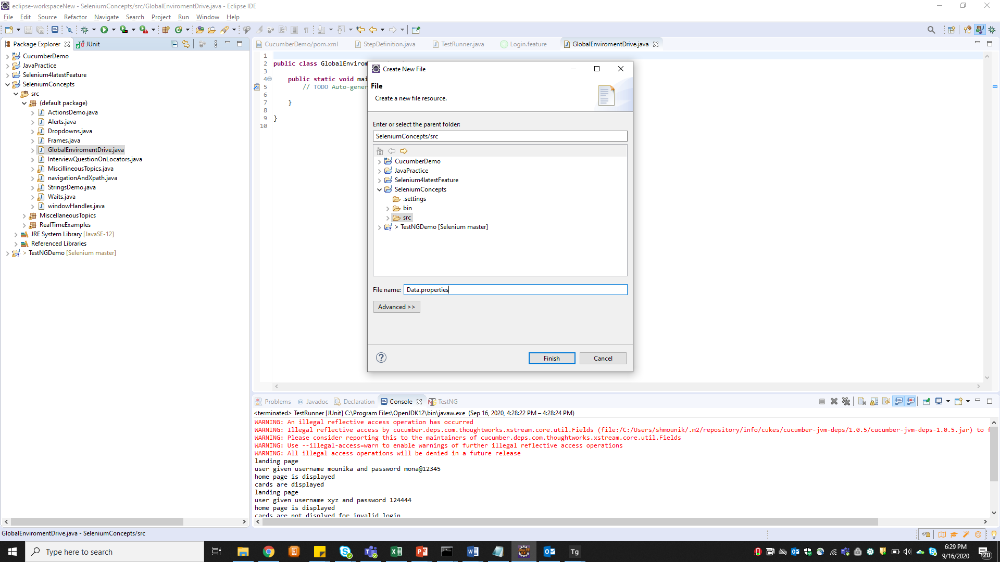 eclipse-workspaceNew - SeleniumConcepts/src/GlobalEnviromentDrive.java - Eclipse IDE
File Edit Source Refactor Navigate Search Project Run Window Help
Package Explorer JUnit
CucumberDemo
JavaPractice
Selenium4latestFeature
SeleniumConcepts
src
(default package)
ActionsDemo.java
Alerts.java
Dropdowns.java
Frames.java
GlobalEnviromentDrive.java
InterviewQuestionOnLocators.java
MiscillineousTopics.java
navigationAndXpath.java
StringsDemo.java
Waits.java
windowHandles.java
MiscellaneousTopics
RealTimeExamples
JRE System Library [JavaSE-12]
Referenced Libraries
> TestNGDemo [Selenium master]
CucumberDemo/pom.xml StepDefinition.java TestRunner.java Login.feature GlobalEnviromentDrive.java
1
2 public class GlobalEnvirom
3
4 public static void mai
5 // TODO Auto-gener
6
7 }
8
9 }
10
Create New File
File
Create a new file resource.
Enter or select the parent folder:
SeleniumConcepts/src
CucumberDemo
JavaPractice
Selenium4latestFeature
SeleniumConcepts
.settings
bin
src
> TestNGDemo [Selenium master]
File name: Data.properties
Advanced >>
? Finish Cancel
Problems @ Javadoc Declaration Console TestNG
<terminated> TestRunner [JUnit] C:\Program Files\OpenJDK12\bin\javaw.exe (Sep 16, 2020, 4:28:22 PM – 4:28:24 PM)
WARNING: An illegal reflective access operation has occurred
WARNING: Illegal reflective access by cucumber.deps.com.thoughtworks.xstream.core.util.Fields (file:/C:/Users/shmounik/.m2/repository/info/cukes/cucumber-jvm-deps/1.0.5/cucumber-jvm-deps-1.0.5.jar) to f
WARNING: Please consider reporting this to the maintainers of cucumber.deps.com.thoughtworks.xstream.core.util.Fields
WARNING: Use --illegal-access=warn to enable warnings of further illegal reflective access operations
WARNING: All illegal access operations will be denied in a future release
landing page
user given username mounika and password mona@12345
home page is displayed
cards are displayed
landing page
user given username xyz and password 124444
home page is displayed
cards are not displyed for invalid login
GlobalEnviromentDrive.java - SeleniumConcepts/src
Type here to search
Tg
6:29 PM
9/16/2020
20